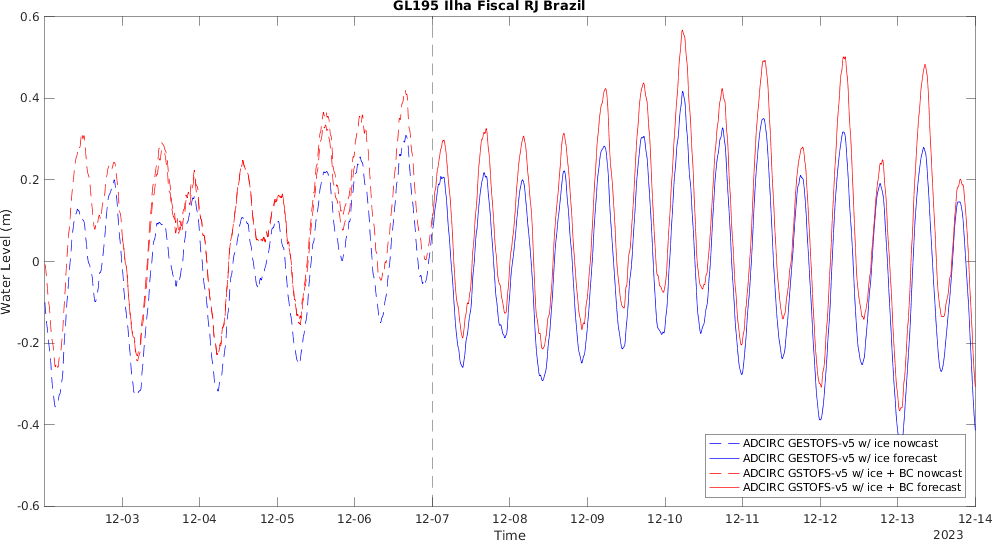 GL195 Ilha Fiscal RJ Brazil
0.6
0.4
0.2
0
-0.2
-0.4
-0.6
Water Level (m)
ADCIRC GESTOFS-v5 w/ ice nowcast
ADCIRC GESTOFS-v5 w/ ice forecast
ADCIRC GSTOFS-v5 w/ ice + BC nowcast
ADCIRC GSTOFS-v5 w/ ice + BC forecast
12-03 12-04 12-05 12-06 12-07 12-08 12-09 12-10 12-11 12-12 12-13 12-14
Time
2023